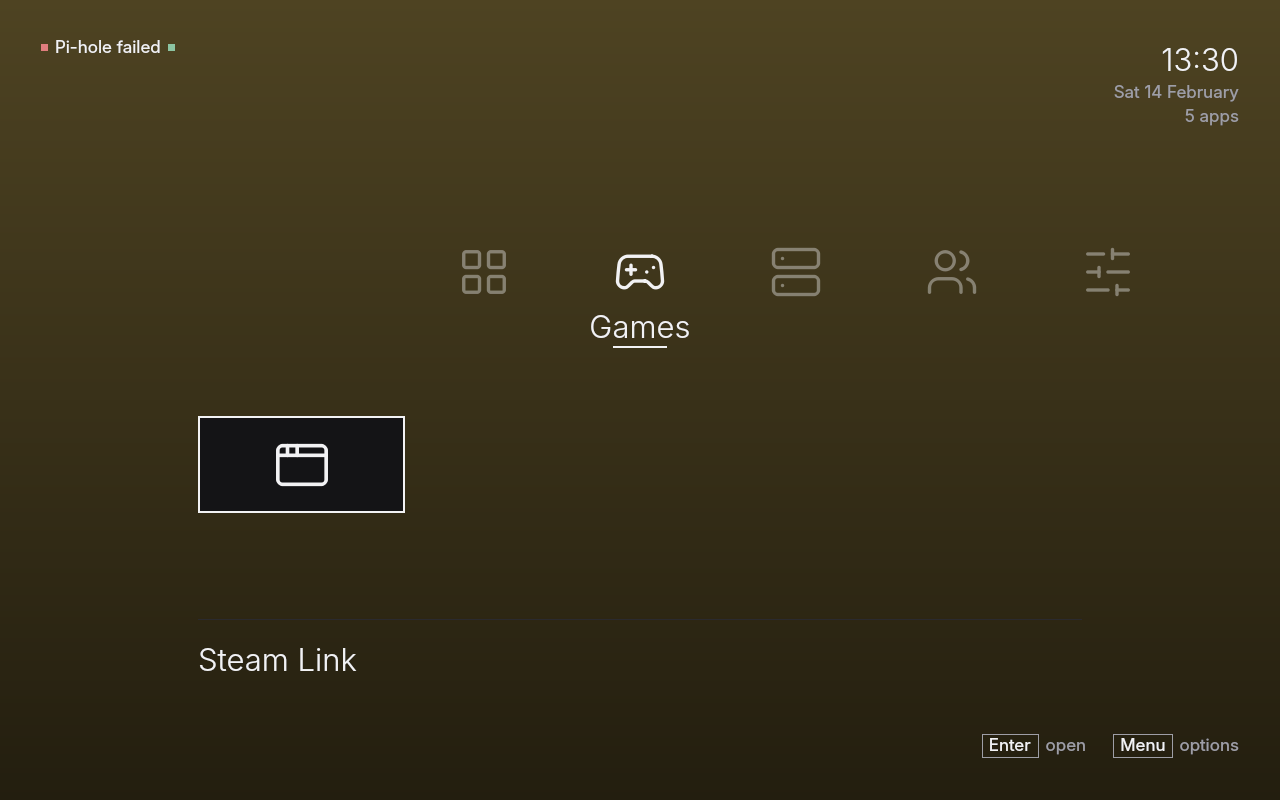 Pi-hole failed
13:30
Sat 14 February
5 apps
Games
Steam Link
Enter open Menu options